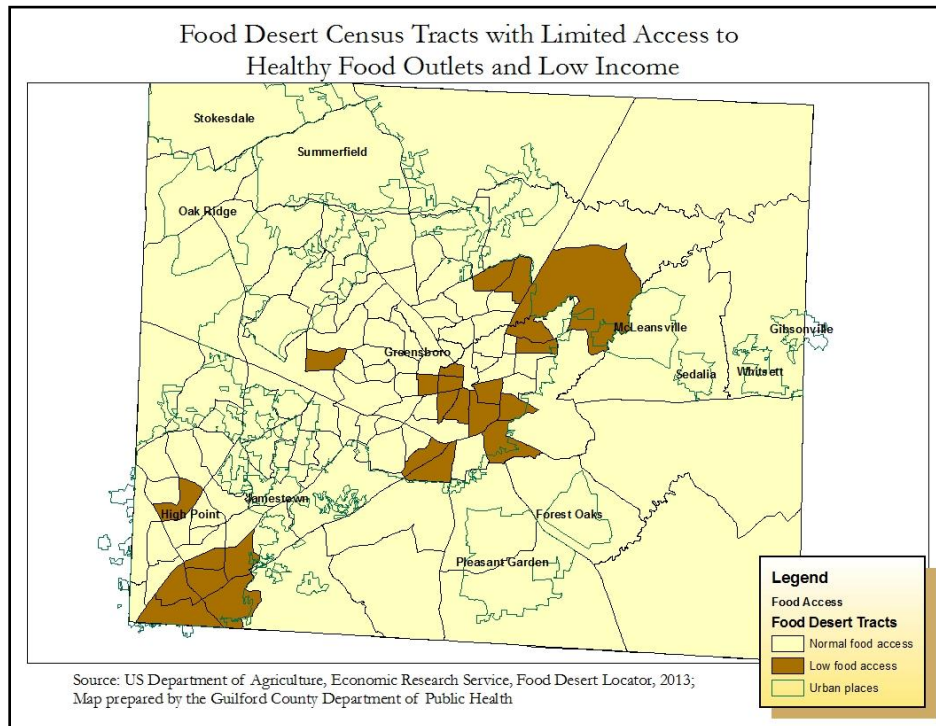 Food Desert Census Tracts with Limited Access to
Healthy Food Outlets and Low Income
Stokesdale
Summerfield
Oak Ridge
McLeansville
Gibsonville
Greensboro
Sedalia
Whitsett
Jamestown
High Point
Forest Oaks
Pleasant Garden
Legend
Food Access
Food Desert Tracts
Normal food access
Low food access
Urban places
Source: US Department of Agriculture, Economic Research Service, Food Desert Locator, 2013;
Map prepared by the Guilford County Department of Public Health